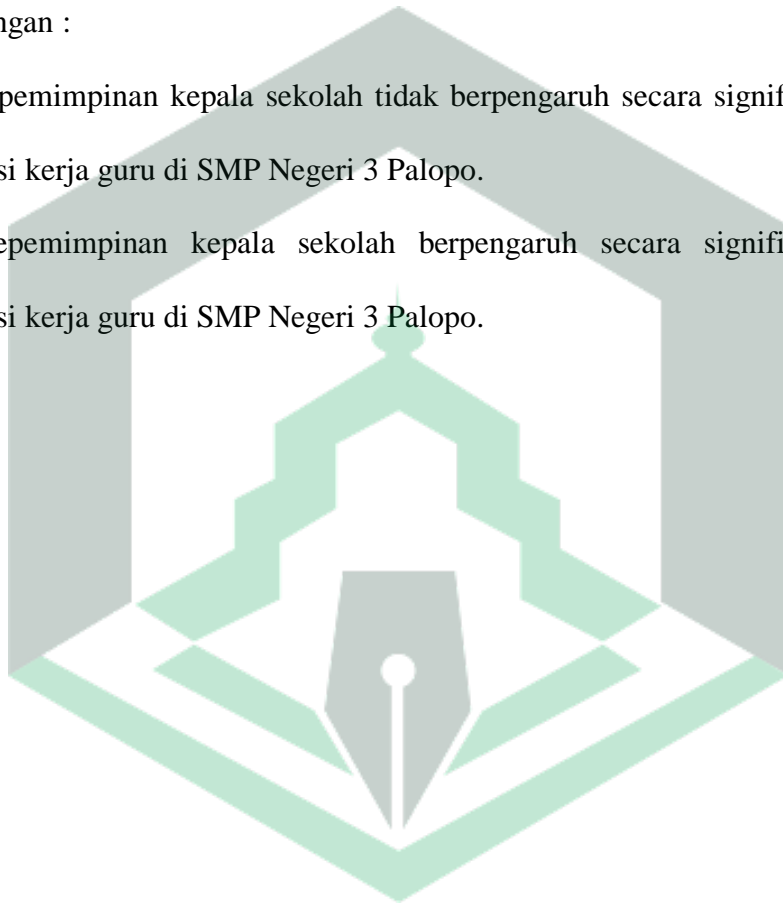 ngan :
pemimpinan kepala sekolah tidak berpengaruh secara signif
si kerja guru di SMP Negeri 3 Palopo.
epemimpinan kepala sekolah berpengaruh secara signifi
si kerja guru di SMP Negeri 3 Palopo.